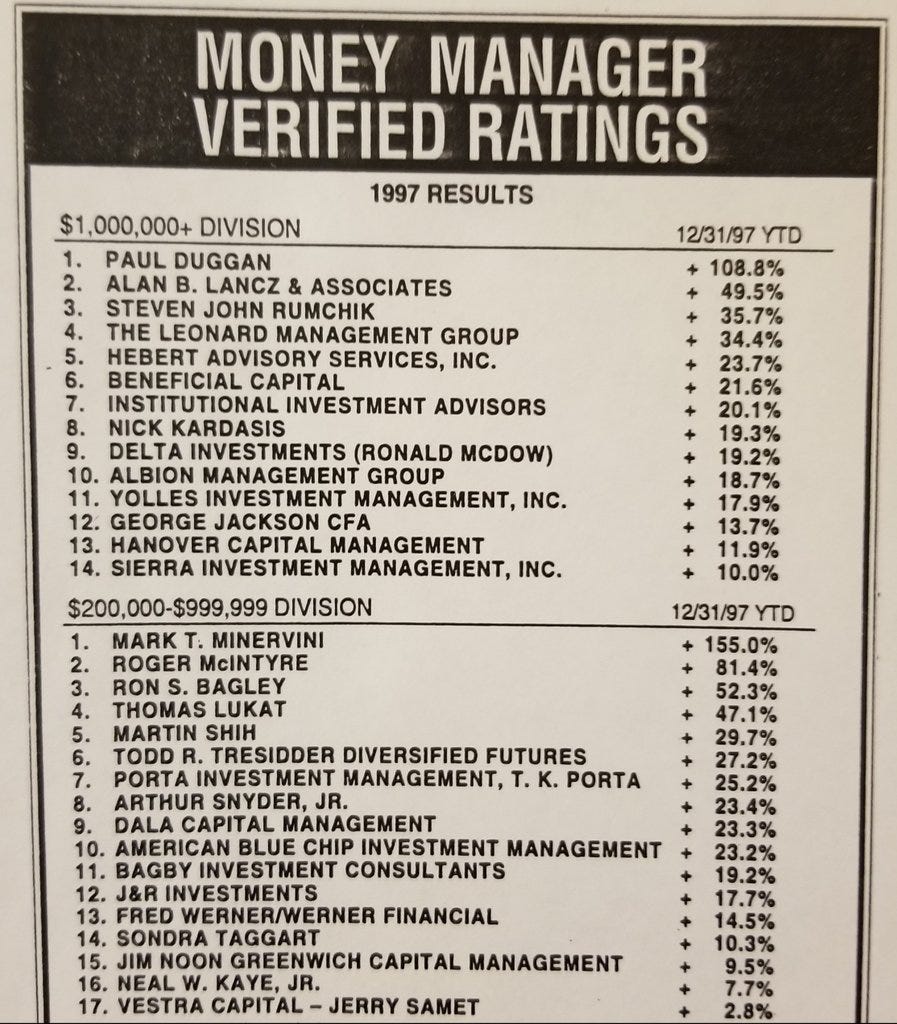 MONEY MANAGER
VERIFIED RATINGS
1997 RESULTS
$1,000,000+ DIVISION 12/31/97 YTD
1. PAUL DUGGAN + 108.8%
2. ALAN B. LANCZ & ASSOCIATES + 49.5%
3. STEVEN JOHN RUMCHIK + 35.7%
4. THE LEONARD MANAGEMENT GROUP + 34.4%
5. HEBERT ADVISORY SERVICES, INC. + 23.7%
6. BENEFICIAL CAPITAL + 21.6%
7. INSTITUTIONAL INVESTMENT ADVISORS + 20.1%
8. NICK KARDASIS + 19.3%
9. DELTA INVESTMENTS (RONALD MCDOW) + 19.2%
10. ALBION MANAGEMENT GROUP + 18.7%
11. YOLLES INVESTMENT MANAGEMENT, INC. + 17.9%
12. GEORGE JACKSON CFA + 13.7%
13. HANOVER CAPITAL MANAGEMENT + 11.9%
14. SIERRA INVESTMENT MANAGEMENT, INC. + 10.0%
$200,000-$999,999 DIVISION 12/31/97 YTD
1. MARK T. MINERVINI + 155.0%
2. ROGER McINTYRE + 81.4%
3. RON S. BAGLEY + 52.3%
4. THOMAS LUKAT + 47.1%
5. MARTIN SHIH + 29.7%
6. TODD R. TRESIDDER DIVERSIFIED FUTURES + 27.2%
7. PORTA INVESTMENT MANAGEMENT, T. K. PORTA + 25.2%
8. ARTHUR SNYDER, JR. + 23.4%
9. DALA CAPITAL MANAGEMENT + 23.3%
10. AMERICAN BLUE CHIP INVESTMENT MANAGEMENT + 23.2%
11. BAGBY INVESTMENT CONSULTANTS + 19.2%
12. J&R INVESTMENTS + 17.7%
13. FRED WERNER/WERNER FINANCIAL + 14.5%
14. SONDRA TAGGART + 10.3%
15. JIM NOON GREENWICH CAPITAL MANAGEMENT + 9.5%
16. NEAL W. KAYE, JR. + 7.7%
17. VESTRA CAPITAL – JERRY SAMET + 2.8%